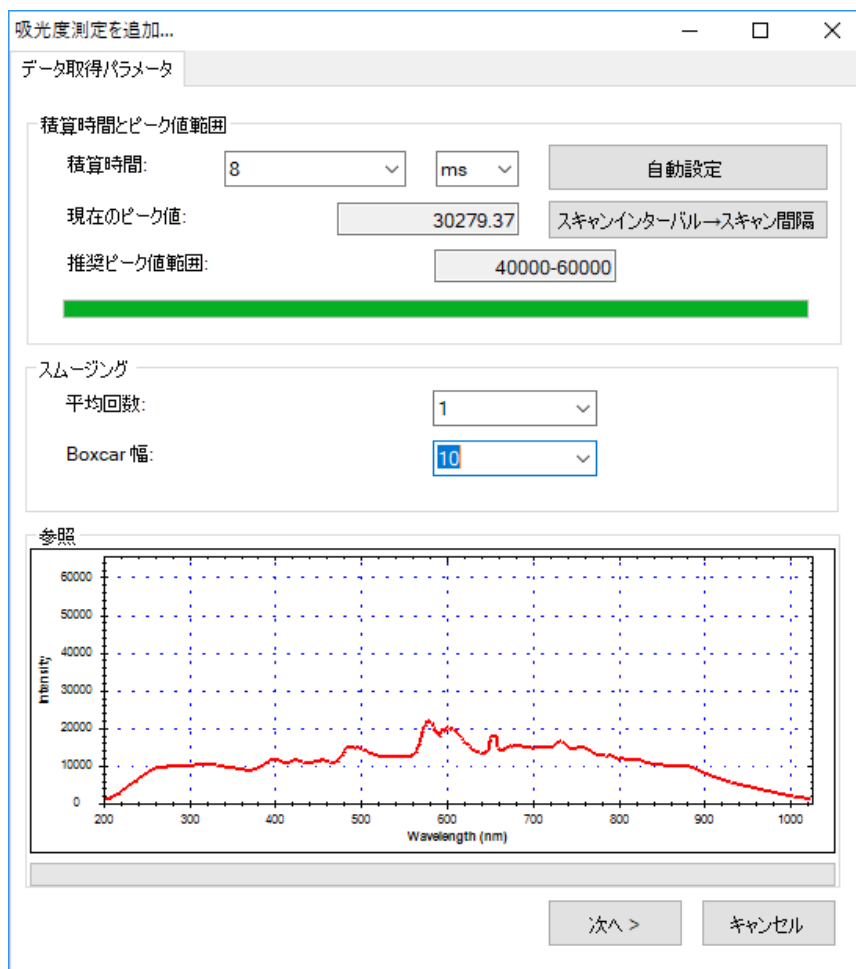 吸光度測定を追加...
データ取得パラメータ
積算時間とピーク値範囲
積算時間: 8 ms 自動設定
現在のピーク値: 30279.37 スキャンインターバル→スキャン間隔
推奨ピーク値範囲: 40000-60000
スムージング
平均回数: 1
Boxcar 幅: 10
参照
60000
50000
40000
30000
20000
10000
0
Intensity
200 300 400 500 600 700 800 900 1000
Wavelength (nm)
次へ > キャンセル